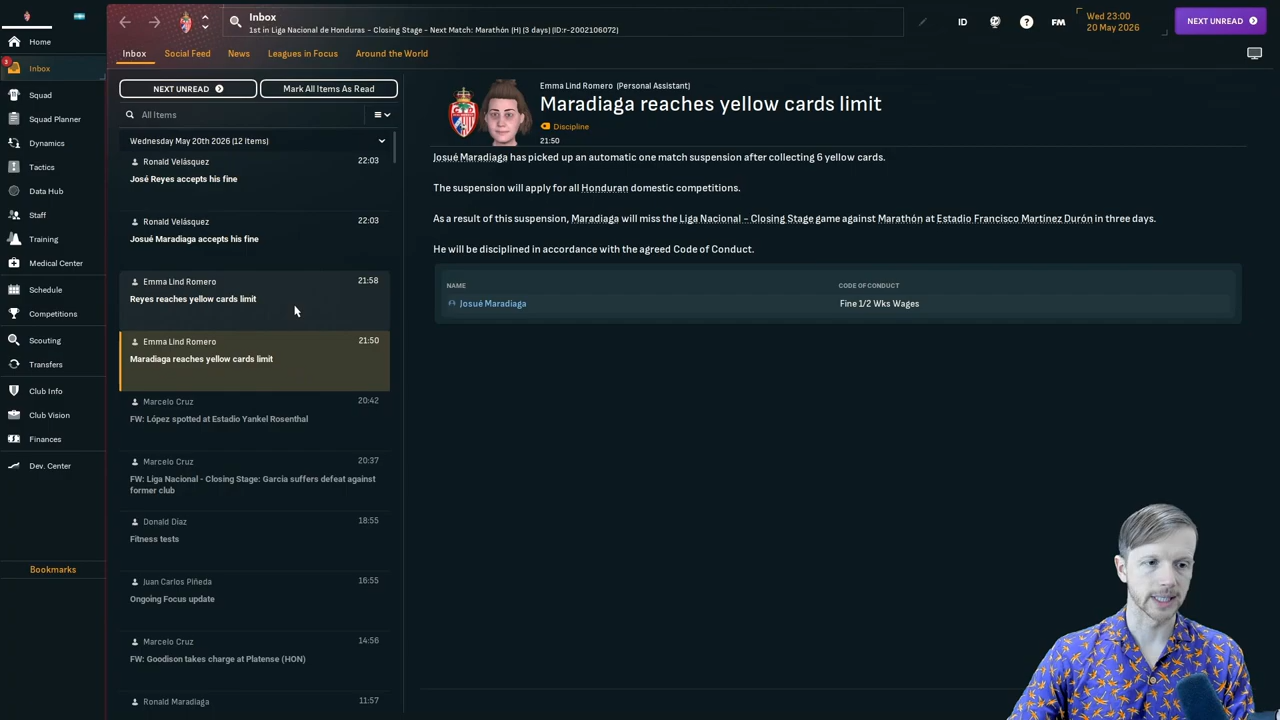 Home
3
Inbox
Squad
Squad Planner
Dynamics
Tactics
Data Hub
Staff
Training
Medical Center
Schedule
Competitions
Scouting
Transfers
Club Info
Club Vision
Finances
Dev. Center
Bookmarks
Inbox
1st in Liga Nacional de Honduras - Closing Stage - Next Match: Marathón (H) (3 days) (ID:r-2002106072)
ID
?
FM
Wed 23:00
20 May 2026
NEXT UNREAD
Inbox
Social Feed
News
Leagues in Focus
Around the World
NEXT UNREAD
Mark All Items As Read
All Items
Wednesday May 20th 2026 (12 Items)
Ronald Velásquez 22:03
José Reyes accepts his fine
Ronald Velásquez 22:03
Josué Maradiaga accepts his fine
Emma Lind Romero 21:58
Reyes reaches yellow cards limit
Emma Lind Romero 21:50
Maradiaga reaches yellow cards limit
Marcelo Cruz 20:42
FW: López spotted at Estadio Yankel Rosenthal
Marcelo Cruz 20:37
FW: Liga Nacional - Closing Stage: Garcia suffers defeat against
former club
Donald Diaz 18:55
Fitness tests
Juan Carlos Piñeda 16:55
Ongoing Focus update
Marcelo Cruz 14:56
FW: Goodison takes charge at Platense (HON)
Ronald Maradiaga 11:57
Emma Lind Romero (Personal Assistant)
Maradiaga reaches yellow cards limit
Discipline
21:50
Josué Maradiaga has picked up an automatic one match suspension after collecting 6 yellow cards.
The suspension will apply for all Honduran domestic competitions.
As a result of this suspension, Maradiaga will miss the Liga Nacional - Closing Stage game against Marathón at Estadio Francisco Martínez Durón in three days.
He will be disciplined in accordance with the agreed Code of Conduct.
NAME CODE OF CONDUCT
Josué Maradiaga Fine 1/2 Wks Wages